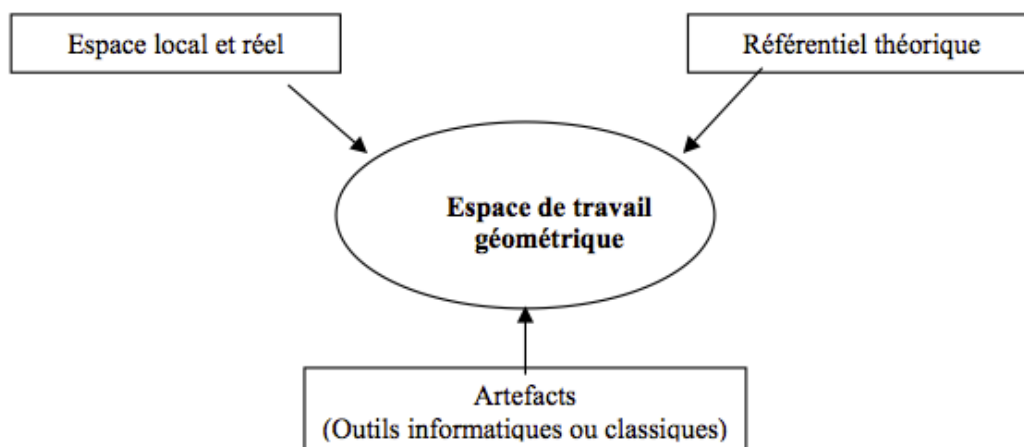 Espace local et réel
Référentiel théorique
Espace de travail
géométrique
Artefacts
(Outils informatiques ou classiques)